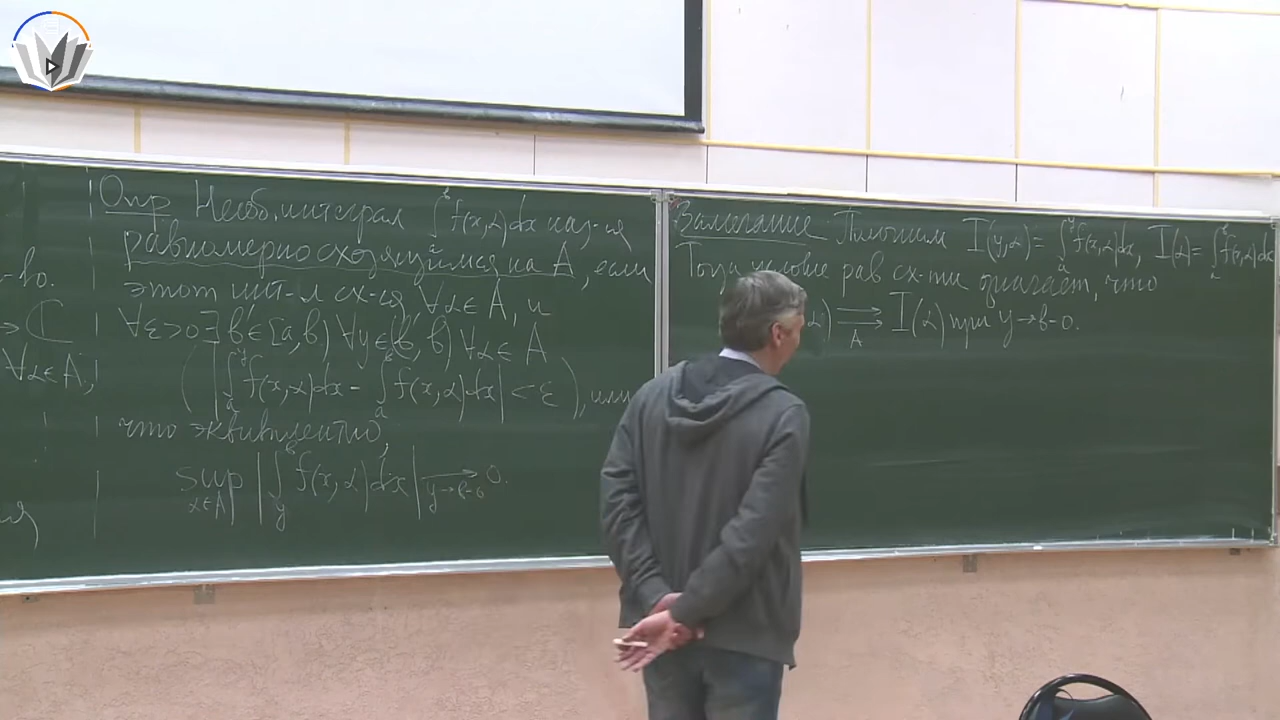 -b0.
→ ℂ
∀α∈A,
Опр Несоб. интеграл ∫ₐᵇ f(x,α)dx наз-ся
равномерно сходящимся на A, если
этот инт-л сх-ся ∀α∈A, и
∀ε>0 ∃b'∈[a,b) ∀y∈(b',b) ∀α∈A
(|∫ₐʸ f(x,α)dx - ∫ₐᵇ f(x,α)dx| < ε), или
что эквивалентно,
sup_{α∈A} |∫_y^b f(x,α)dx| →_{y→b-0} 0.
Замечание Положим I(y,α) = ∫ₐʸ f(x,α)dx, I(α) = ∫ₐᵇ f(x,α)dx
Тогда условие рав сх-ти означает, что
α) ⇉_A I(α) при y→b-0.